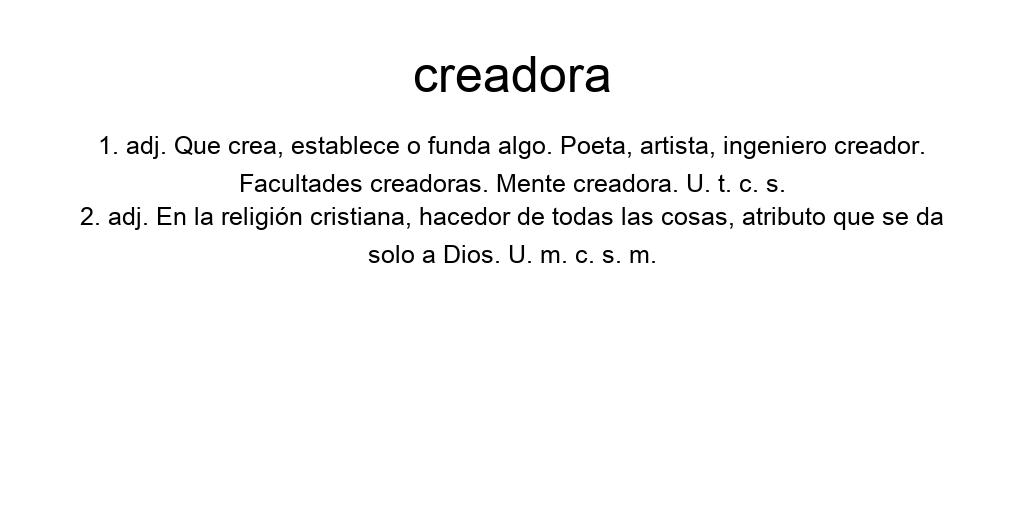 creadora
1. adj. Que crea, establece o funda algo. Poeta, artista, ingeniero creador.
Facultades creadoras. Mente creadora. U. t. c. s.
2. adj. En la religión cristiana, hacedor de todas las cosas, atributo que se da
solo a Dios. U. m. c. s. m.